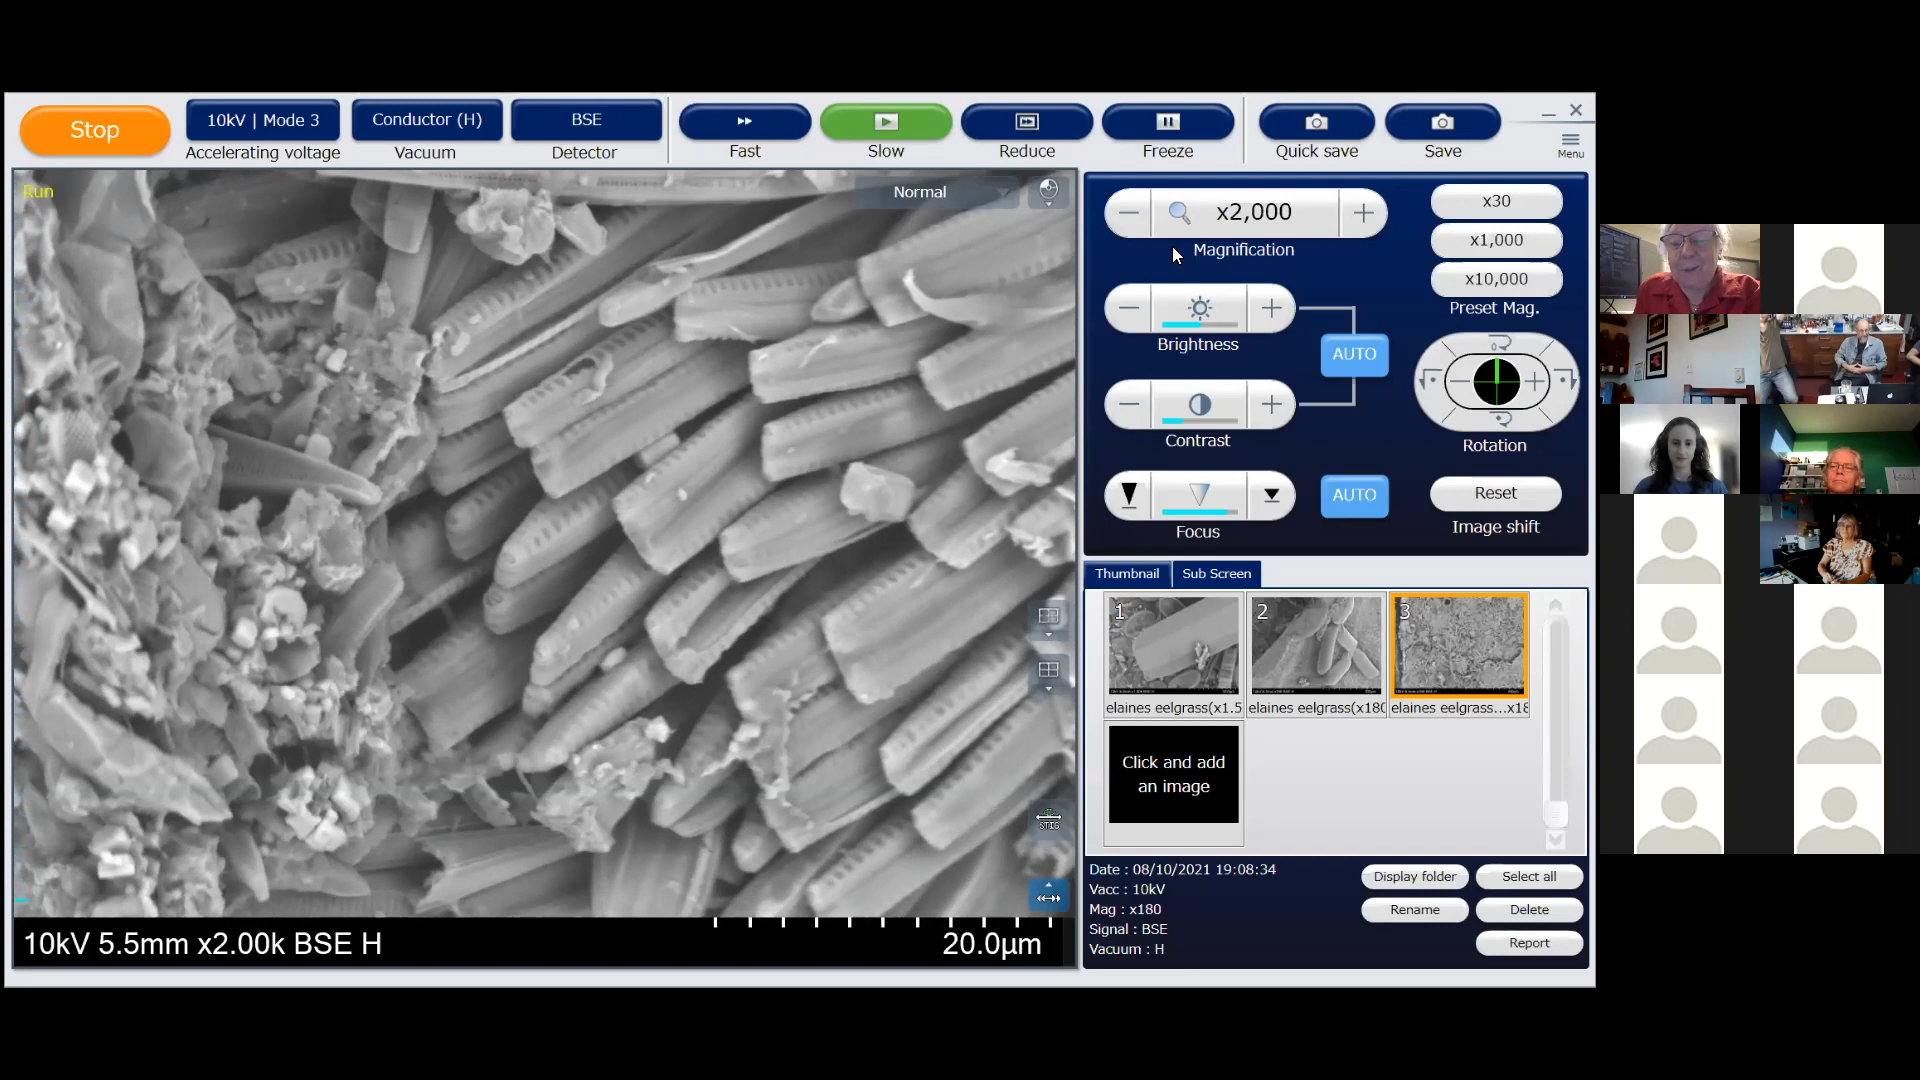 Stop
10kV | Mode 3
Accelerating voltage
Conductor (H)
Vacuum
BSE
Detector
Fast
Slow
Reduce
Freeze
Quick save
Save
Menu
Run
Normal
x2,000
Magnification
x30
x1,000
x10,000
Preset Mag.
Brightness
AUTO
Contrast
Rotation
Focus
AUTO
Reset
Image shift
Thumbnail
Sub Screen
1
2
3
elaines eelgrass(x1.5
elaines eelgrass(x180
elaines eelgrass...x18
Click and add
an image
STIG
Date : 08/10/2021 19:08:34
Vacc : 10kV
Mag : x180
Signal : BSE
Vacuum : H
Display folder
Select all
Rename
Delete
Report
10kV 5.5mm x2.00k BSE H
20.0µm